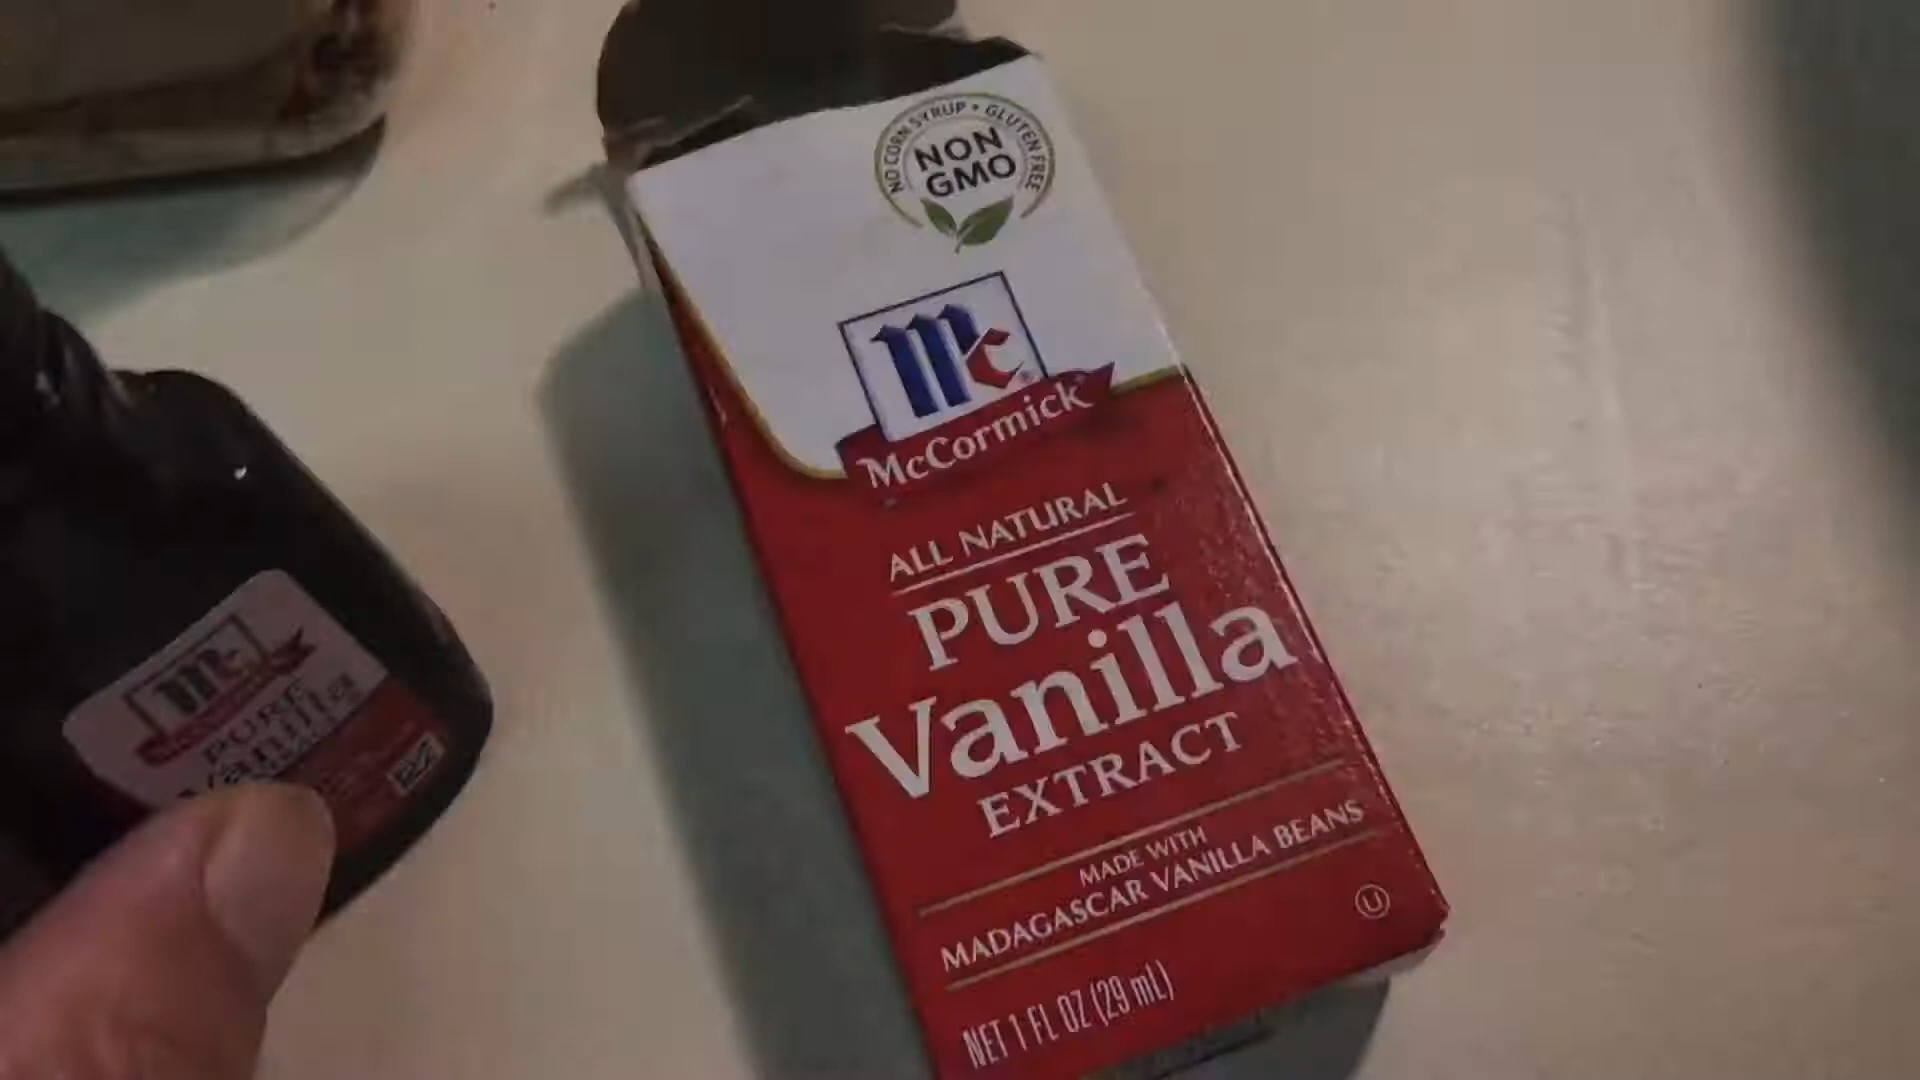 NO CORN SYRUP • GLUTEN FREE
NON
GMO
Mc
McCormick
ALL NATURAL
PURE
Vanilla
EXTRACT
MADE WITH
MADAGASCAR VANILLA BEANS
U
NET 1 FL OZ (29 mL)
Mc
PURE
Vanilla